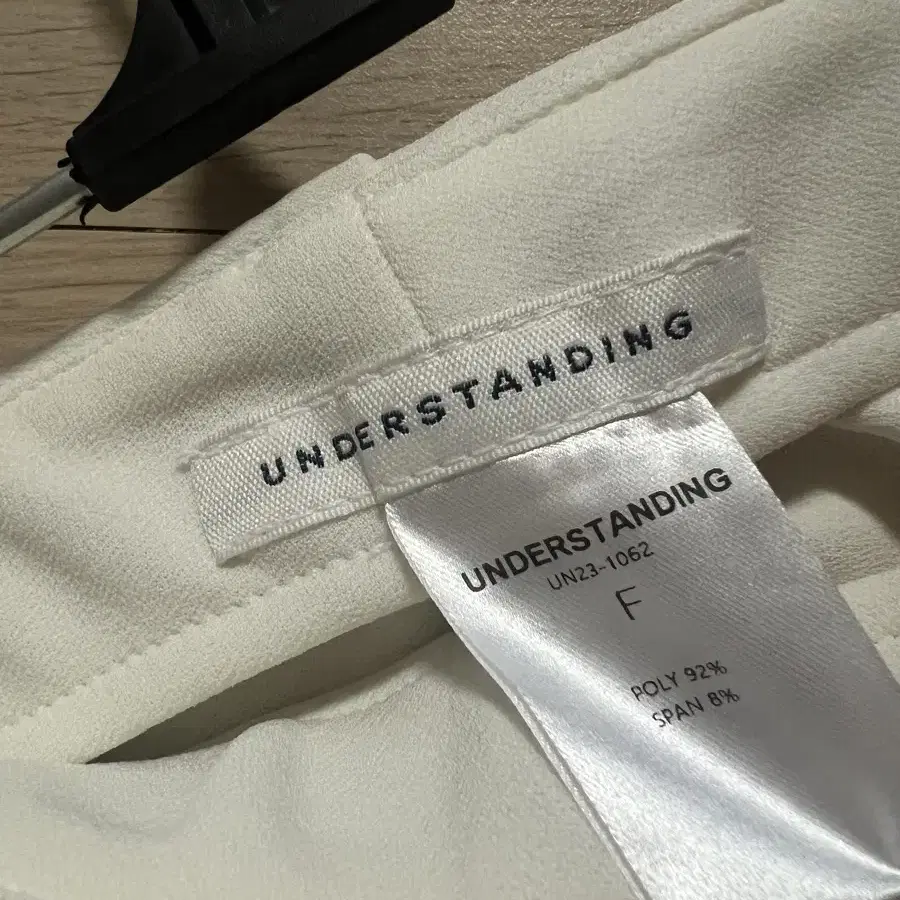 UNDERSTANDING
UNDERSTANDING
UN23-1062
F
POLY 92%
SPAN 8%